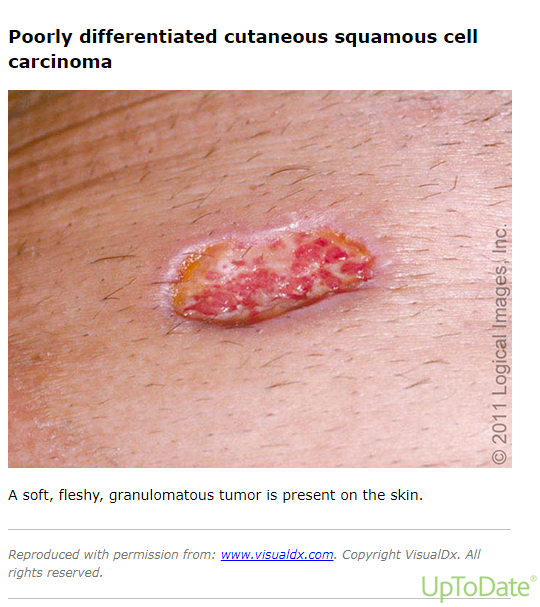 Poorly differentiated cutaneous squamous cell
carcinoma
© 2011 Logical Images, Inc.
A soft, fleshy, granulomatous tumor is present on the skin.
Reproduced with permission from: www.visualdx.com. Copyright VisualDx. All
rights reserved.
UpToDate®